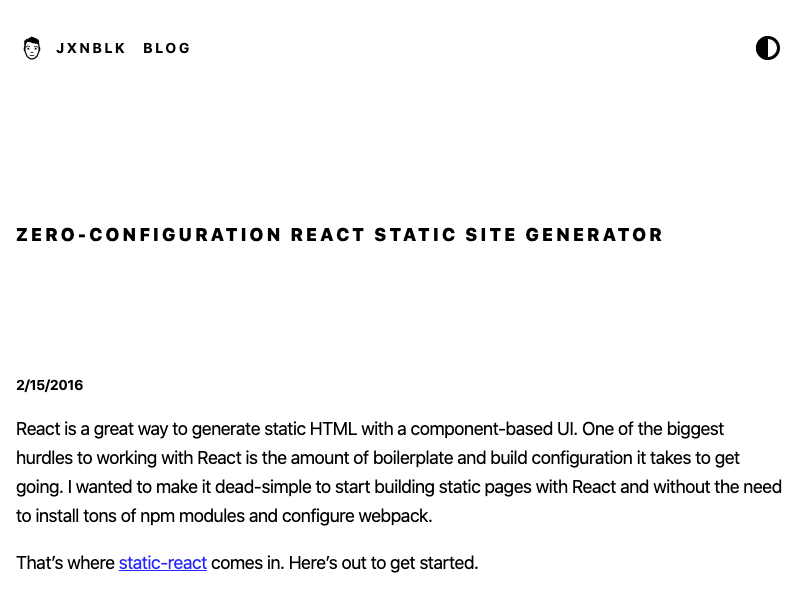 JXNBLK BLOG
ZERO-CONFIGURATION REACT STATIC SITE GENERATOR
2/15/2016
React is a great way to generate static HTML with a component-based UI. One of the biggest
hurdles to working with React is the amount of boilerplate and build configuration it takes to get
going. I wanted to make it dead-simple to start building static pages with React and without the need
to install tons of npm modules and configure webpack.
That’s where static-react comes in. Here’s out to get started.